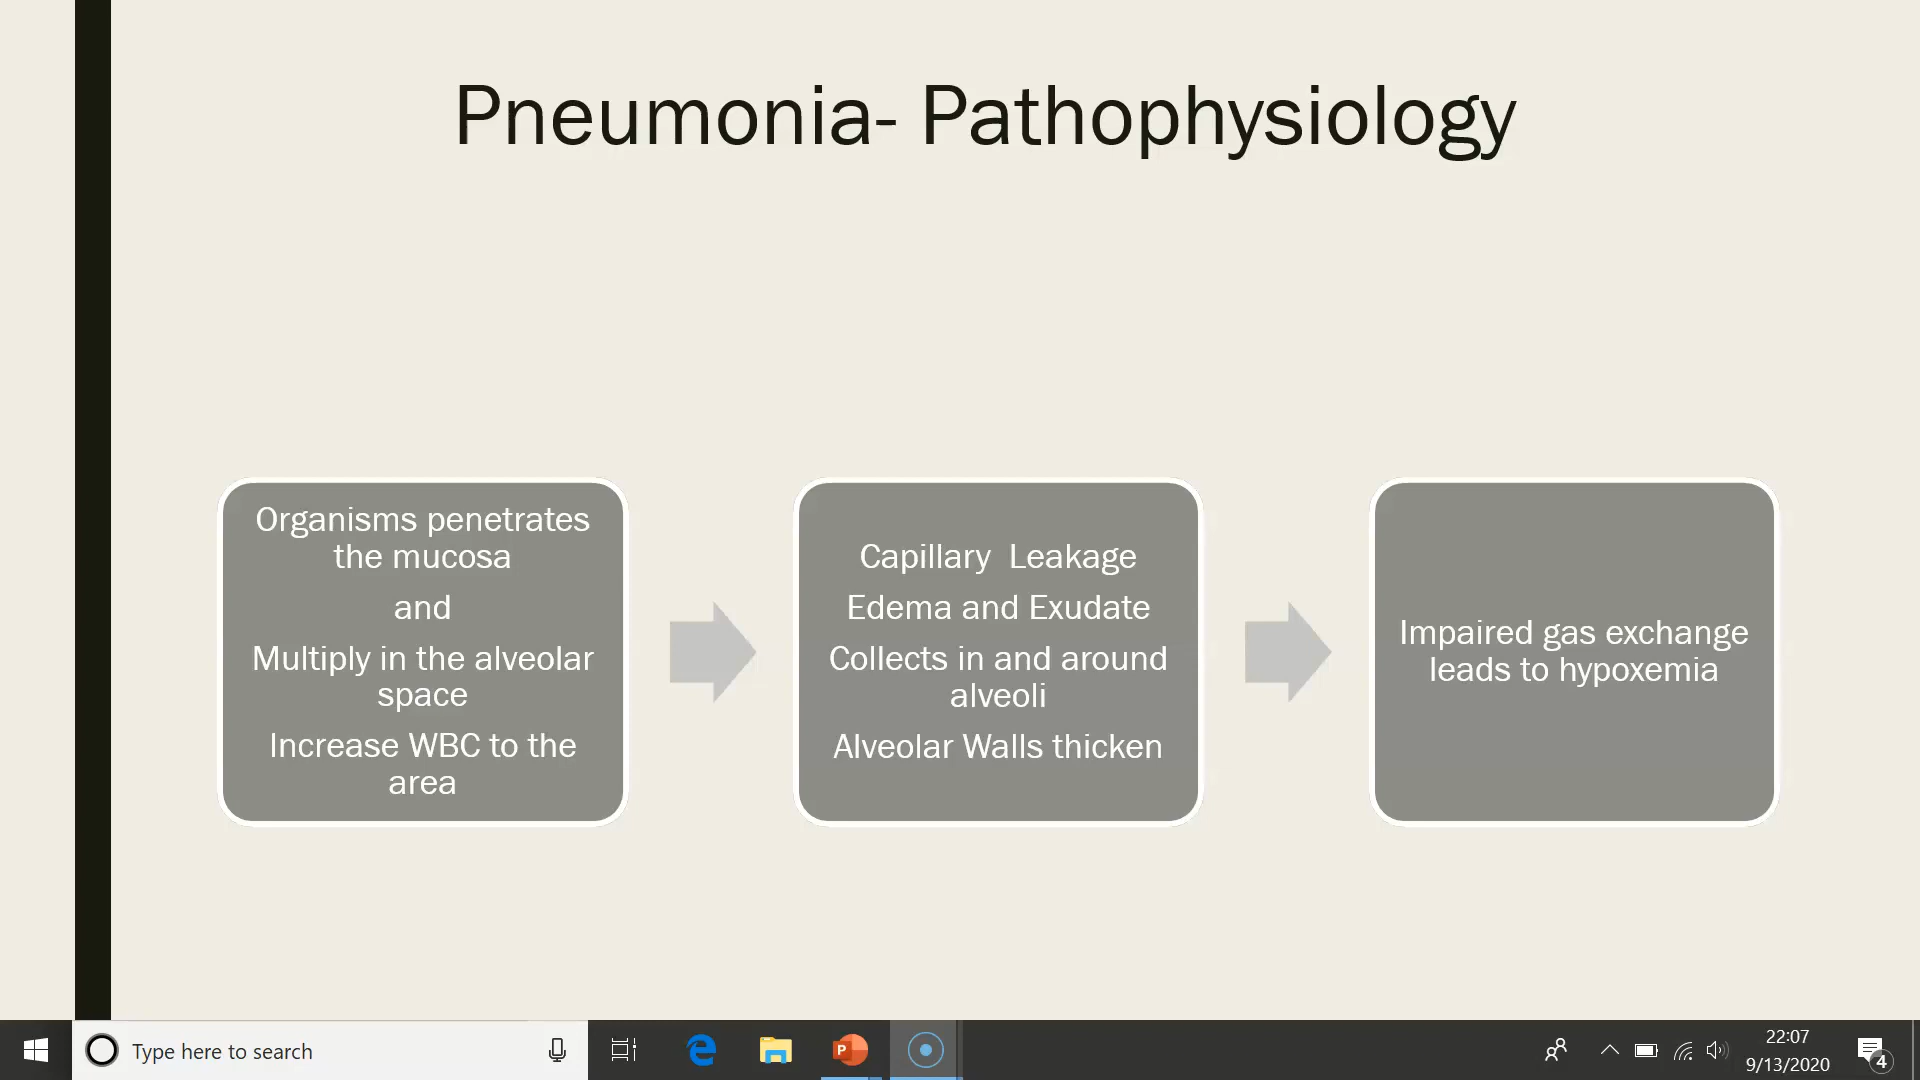 Pneumonia- Pathophysiology
Organisms penetrates
the mucosa
and
Multiply in the alveolar
space
Increase WBC to the
area
Capillary  Leakage
Edema and Exudate
Collects in and around
alveoli
Alveolar Walls thicken
Impaired gas exchange
leads to hypoxemia
Type here to search
P
22:07
9/13/2020
4